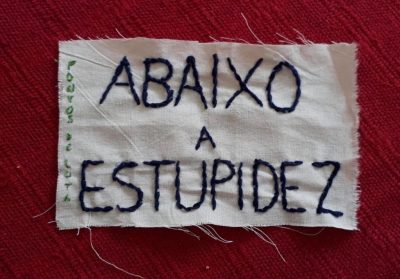 PONTOS DE LUTA
ABAIXO
A
ESTUPIDEZ